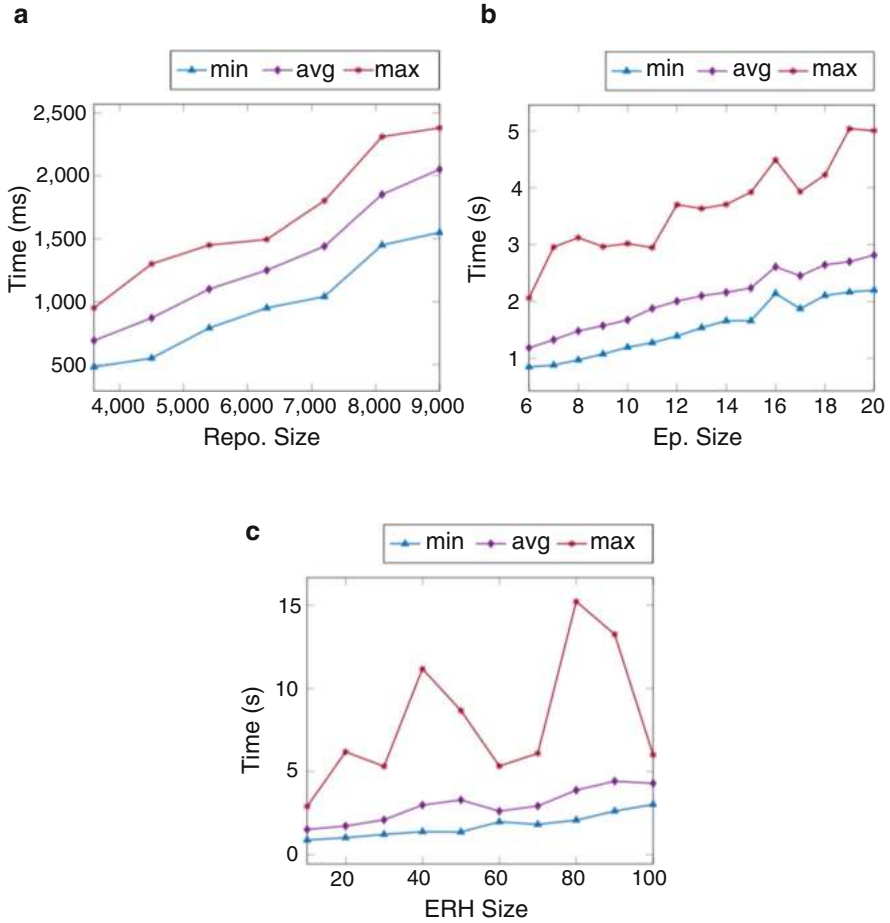 a
min avg max
2,500
2,000
1,500
1,000
500
Time (ms)
4,000 5,000 6,000 7,000 8,000 9,000
Repo. Size
b
min avg max
5
4
3
2
1
Time (s)
6 8 10 12 14 16 18 20
Ep. Size
c
min avg max
15
10
5
0
Time (s)
20 40 60 80 100
ERH Size